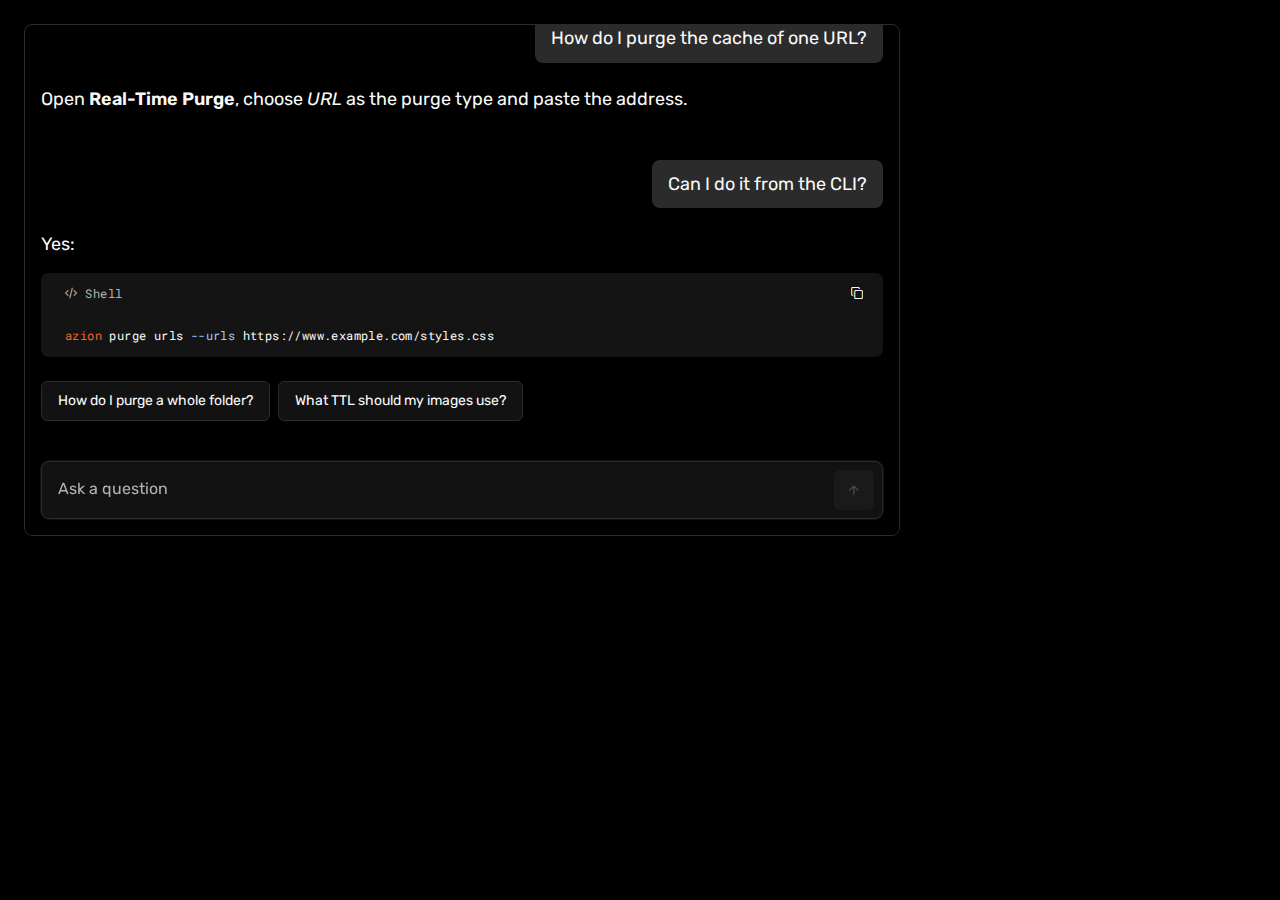 How do I purge the cache of one URL?
Open Real-Time Purge, choose URL as the purge type and paste the address.
Can I do it from the CLI?
Yes:
Shell
azion purge urls --urls https://www.example.com/styles.css
How do I purge a whole folder? What TTL should my images use?
Ask a question